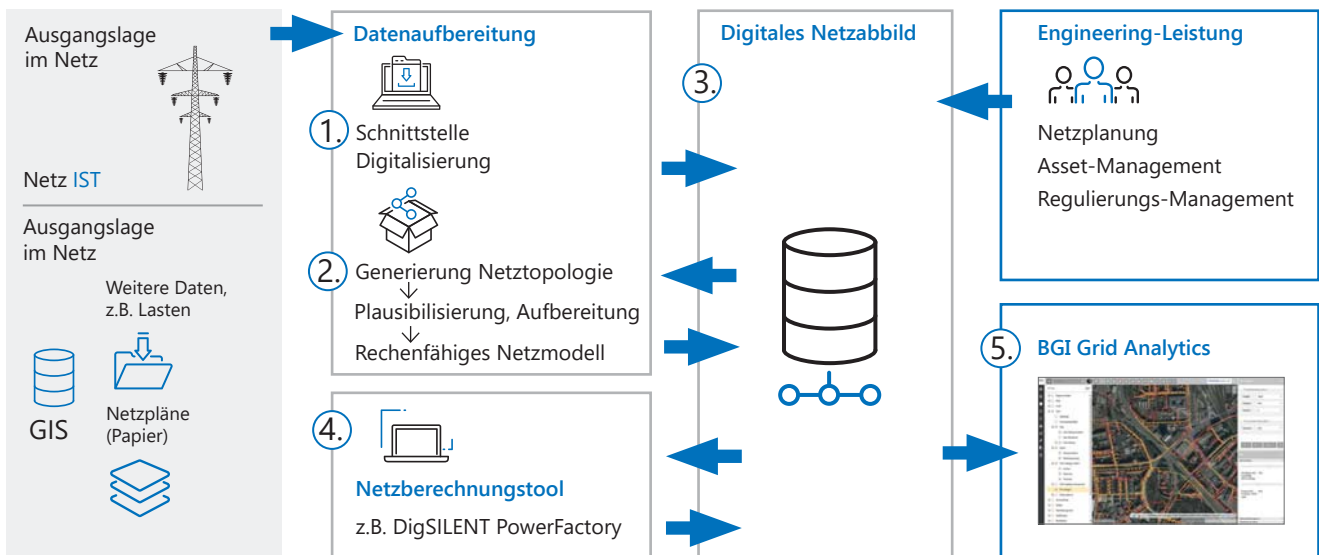 Ausgangslage
im Netz
Netz IST
Ausgangslage
im Netz
Weitere Daten,
z.B. Lasten
GIS
Netzpläne
(Papier)
Datenaufbereitung
1. Schnittstelle
Digitalisierung
2. Generierung Netztopologie
Plausibilisierung, Aufbereitung
Rechenfähiges Netzmodell
4.
Netzberechnungstool
z.B. DigSILENT PowerFactory
Digitales Netzabbild
3.
Engineering-Leistung
Netzplanung
Asset-Management
Regulierungs-Management
5. BGI Grid Analytics